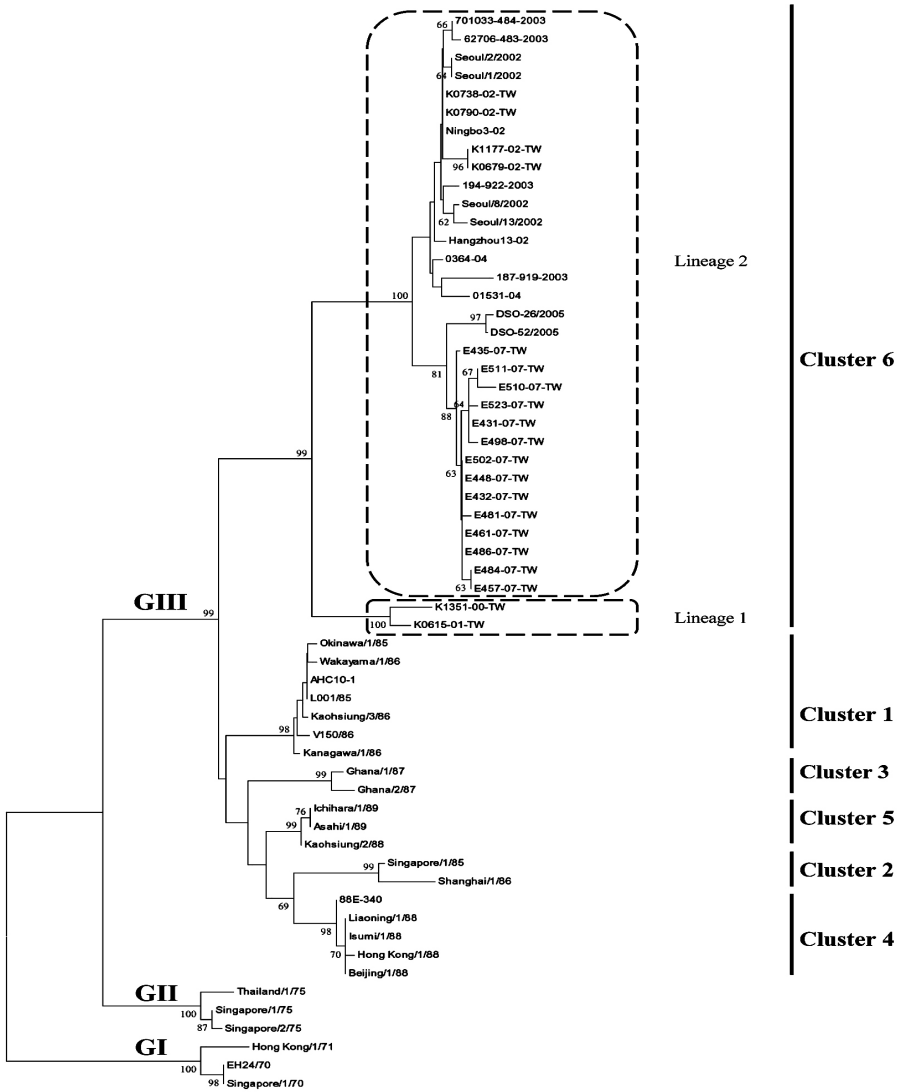 701033-484-2003
66
62706-483-2003
Seoul/2/2002
64
Seoul/1/2002
K0738-02-TW
K0790-02-TW
Ningbo3-02
K1177-02-TW
96
K0679-02-TW
194-922-2003
Seoul/8/2002
62
Seoul/13/2002
Hangzhou13-02
0364-04
Lineage 2
187-919-2003
100
01531-04
97
DSO-26/2005
DSO-52/2005
E435-07-TW
Cluster 6
81
67
E511-07-TW
E510-07-TW
64
E523-07-TW
88
E431-07-TW
E498-07-TW
99
E502-07-TW
63
E448-07-TW
E432-07-TW
E481-07-TW
E461-07-TW
E486-07-TW
E484-07-TW
63
E457-07-TW
GIII
99
K1351-00-TW
Lineage 1
100
K0615-01-TW
Okinawa/1/85
Wakayama/1/86
AHC10-1
L001/85
Kaohsiung/3/86
Cluster 1
98
V150/86
Kanagawa/1/86
99
Ghana/1/87
Cluster 3
Ghana/2/87
76
Ichihara/1/89
Cluster 5
99
Asahi/1/89
Kaohsiung/2/88
99
Singapore/1/85
Cluster 2
Shanghai/1/86
69
88E-340
Liaoning/1/88
98
Isumi/1/88
Cluster 4
70
Hong Kong/1/88
Beijing/1/88
GII
Thailand/1/75
100
Singapore/1/75
87
Singapore/2/75
GI
Hong Kong/1/71
100
EH24/70
98
Singapore/1/70